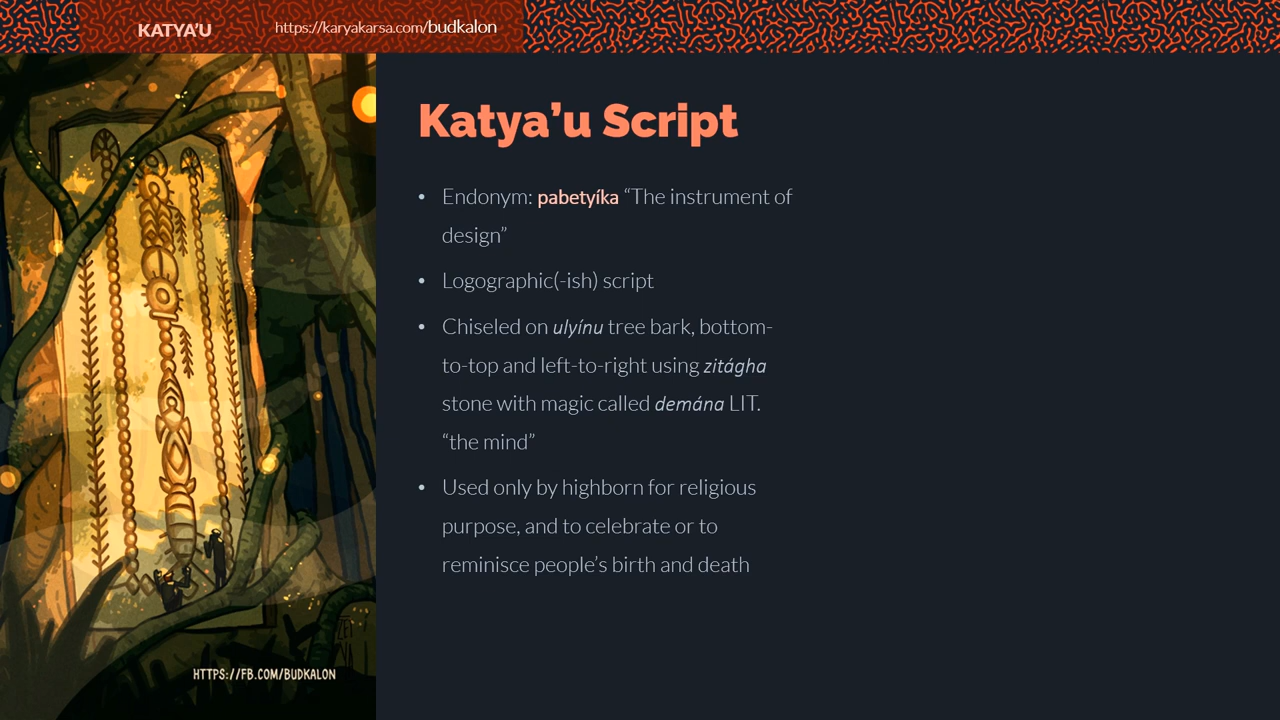 KATYA'U
https://karyakarsa.com/budkalon
Katya’u Script
• Endonym: pabetyíka “The instrument of
design”
• Logographic(-ish) script
• Chiseled on ulyínu tree bark, bottom-
to-top and left-to-right using zitágha
stone with magic called demána LIT.
“the mind”
• Used only by highborn for religious
purpose, and to celebrate or to
reminisce people’s birth and death
HTTPS://FB.COM/BUDKALON